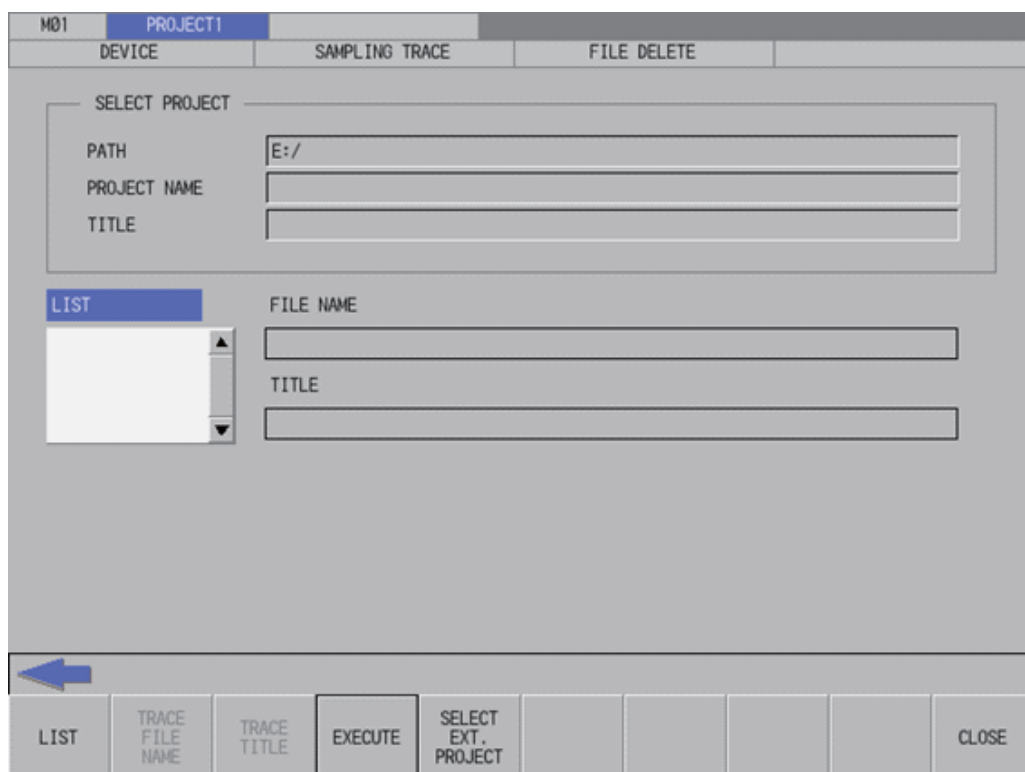 MØ1 PROJECT1
DEVICE SAMPLING TRACE FILE DELETE
SELECT PROJECT
PATH E:/
PROJECT NAME
TITLE
LIST FILE NAME
TITLE
LIST TRACE FILE NAME TRACE TITLE EXECUTE SELECT EXT. PROJECT CLOSE